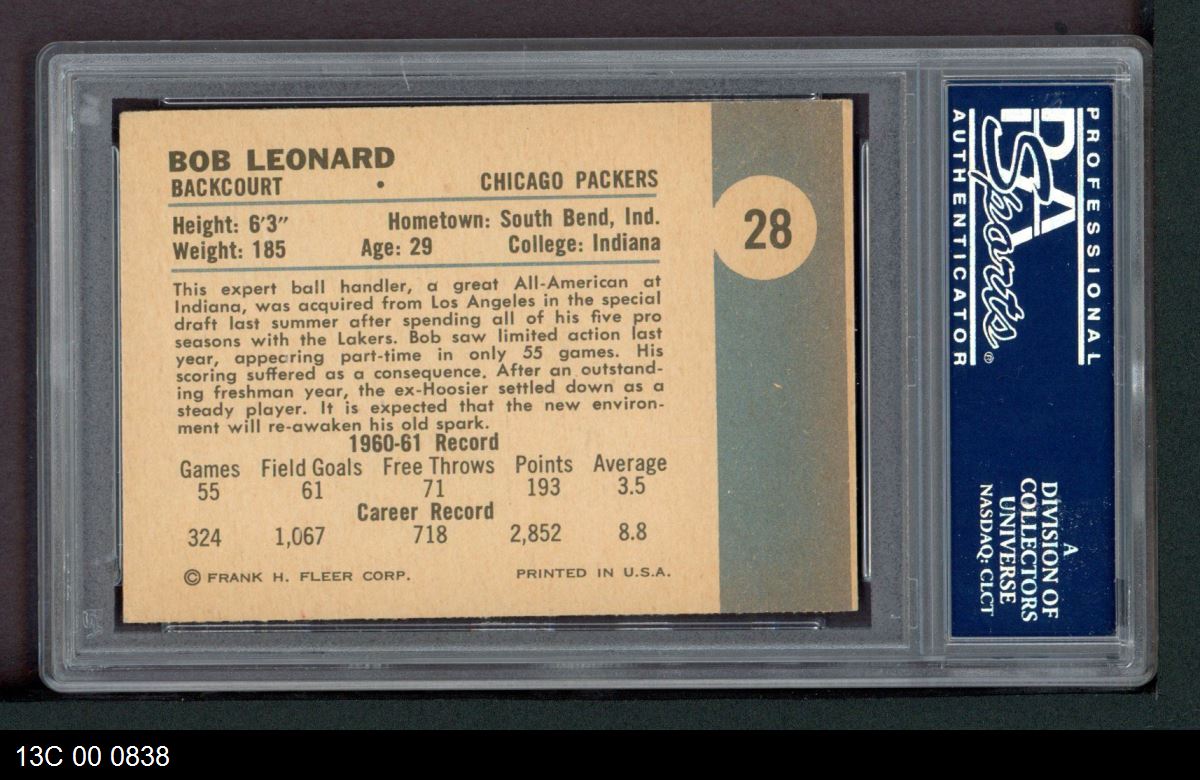 BOB LEONARD
BACKCOURT • CHICAGO PACKERS
Height: 6'3" Hometown: South Bend, Ind.
Weight: 185 Age: 29 College: Indiana
28
This expert ball handler, a great All-American at
Indiana, was acquired from Los Angeles in the special
draft last summer after spending all of his five pro
seasons with the Lakers. Bob saw limited action last
year, appearing part-time in only 55 games. His
scoring suffered as a consequence. After an outstand-
ing freshman year, the ex-Hoosier settled down as a
steady player. It is expected that the new environ-
ment will re-awaken his old spark.
1960-61 Record
Games Field Goals Free Throws Points Average
55 61 71 193 3.5
Career Record
324 1,067 718 2,852 8.8
© FRANK H. FLEER CORP. PRINTED IN U.S.A.
PROFESSIONAL
PSA
Sports®
AUTHENTICATOR
A
DIVISION OF
COLLECTORS
UNIVERSE
NASDAQ: CLCT
13C 00 0838